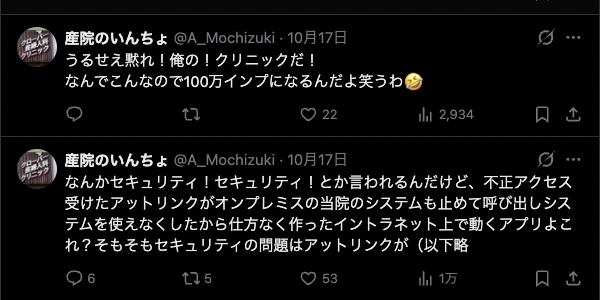 産院のいんちょ @A_Mochizuki · 10月17日
うるせえ黙れ！俺の！クリニックだ！
なんでこんなので100万インプになるんだよ笑うわ🤣
22 2,934
産院のいんちょ @A_Mochizuki · 10月17日
なんかセキュリティ！セキュリティ！とか言われるんだけど、不正アクセス
受けたアットリンクがオンプレミスの当院のシステムも止めて呼び出しシス
テムを使えなくしたから仕方なく作ったイントラネット上で動くアプリよこ
れ？そもそもセキュリティの問題はアットリンクが（以下略
6 5 53 1万